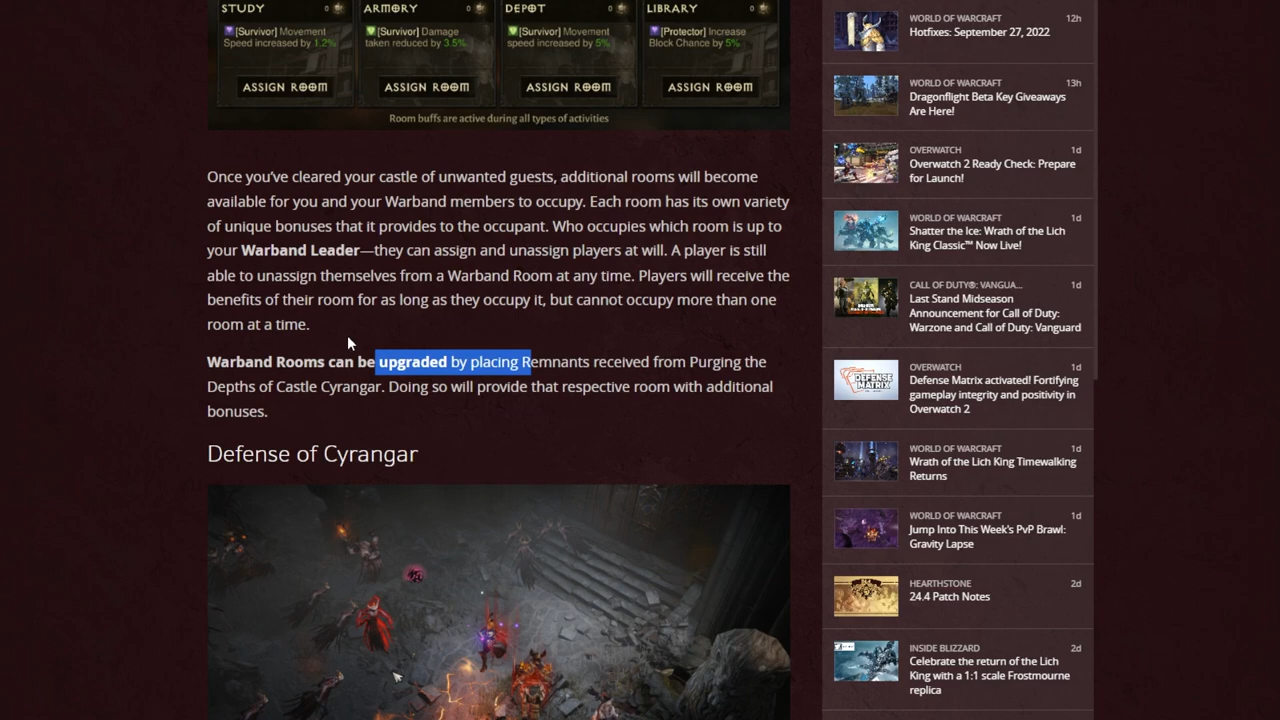 STUDY 0
[Survivor] Movement
Speed increased by 1.2%
ASSIGN ROOM
ARMORY 0
[Survivor] Damage
taken reduced by 3.5%
ASSIGN ROOM
DEPOT 0
[Survivor] Movement
speed increased by 5%
ASSIGN ROOM
LIBRARY 0
[Protector] Increase
Block Chance by 5%
ASSIGN ROOM
Room buffs are active during all types of activities
Once you’ve cleared your castle of unwanted guests, additional rooms will become
available for you and your Warband members to occupy. Each room has its own variety
of unique bonuses that it provides to the occupant. Who occupies which room is up to
your Warband Leader—they can assign and unassign players at will. A player is still
able to unassign themselves from a Warband Room at any time. Players will receive the
benefits of their room for as long as they occupy it, but cannot occupy more than one
room at a time.
Warband Rooms can be upgraded by placing Remnants received from Purging the
Depths of Castle Cyrangar. Doing so will provide that respective room with additional
bonuses.
Defense of Cyrangar
WORLD OF WARCRAFT 12h
Hotfixes: September 27, 2022
WORLD OF WARCRAFT 13h
Dragonflight Beta Key Giveaways
Are Here!
OVERWATCH 1d
Overwatch 2 Ready Check: Prepare
for Launch!
WORLD OF WARCRAFT 1d
Shatter the Ice: Wrath of the Lich
King Classic™ Now Live!
CALL OF DUTY®: VANGUA... 1d
Last Stand Midseason
Announcement for Call of Duty:
Warzone and Call of Duty: Vanguard
OVERWATCH 1d
Defense Matrix activated! Fortifying
gameplay integrity and positivity in
Overwatch 2
DEFENSE
MATRIX
WORLD OF WARCRAFT 1d
Wrath of the Lich King Timewalking
Returns
WORLD OF WARCRAFT 1d
Jump Into This Week's PvP Brawl:
Gravity Lapse
HEARTHSTONE 2d
24.4 Patch Notes
INSIDE BLIZZARD 2d
Celebrate the return of the Lich
King with a 1:1 scale Frostmourne
replica